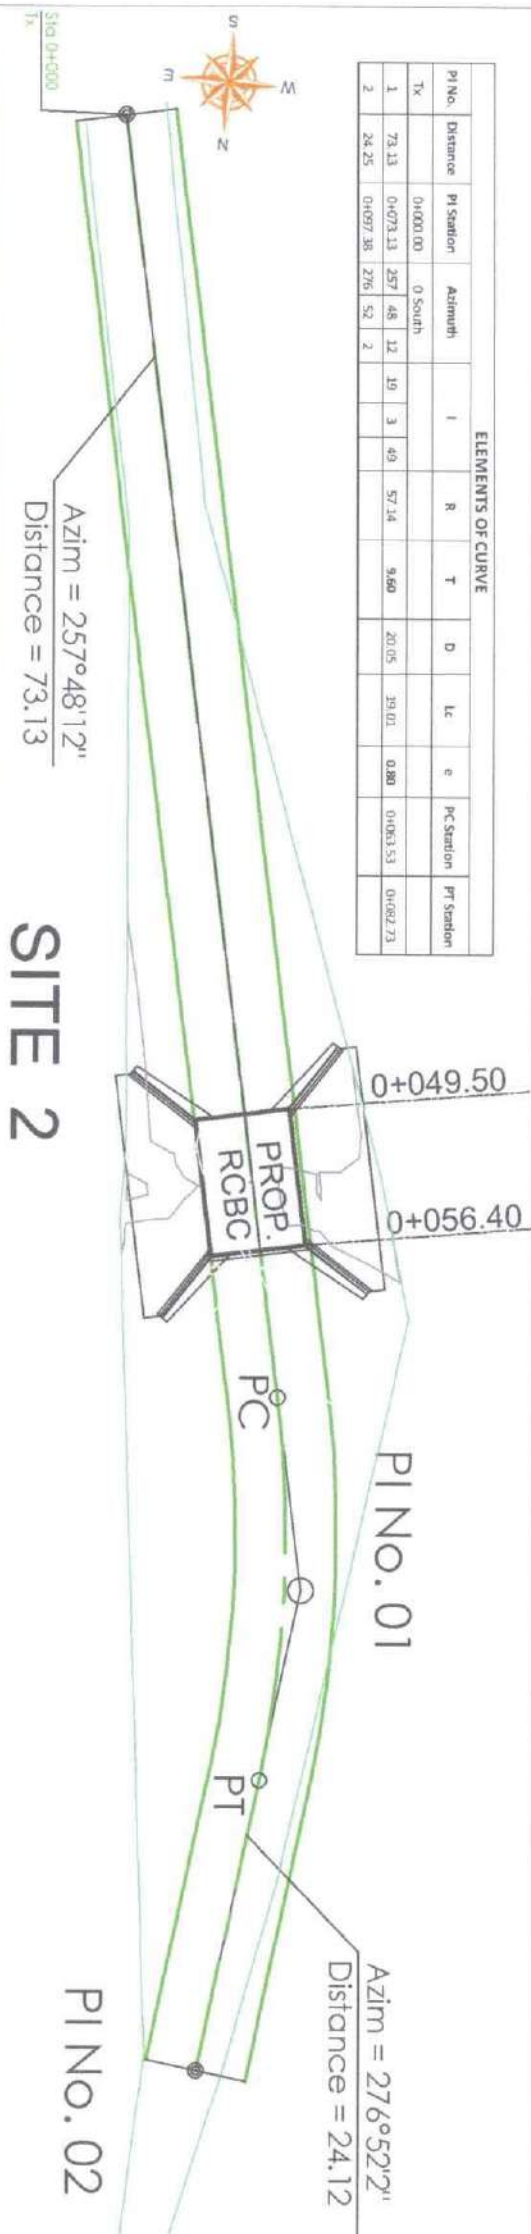 ELEMENTS OF CURVE
PI No. Distance PI Station Azimuth I R T D Lc e PC Station PT Station
Tx 0+000.00 0 South
1 73.13 0+073.13 257 48 12 19 3 49 57.14 9.60 20.05 19.01 0.80 0+063.53 0+082.73
2 24.25 0+097.38 276 52 2
S
W
E
N
Sta 0+000
Tx
Azim = 257°48'12"
Distance = 73.13
0+049.50
0+056.40
PROP.
RCBC
PC
PI No. 01
PT
Azim = 276°52'2"
Distance = 24.12
PI No. 02
SITE 2